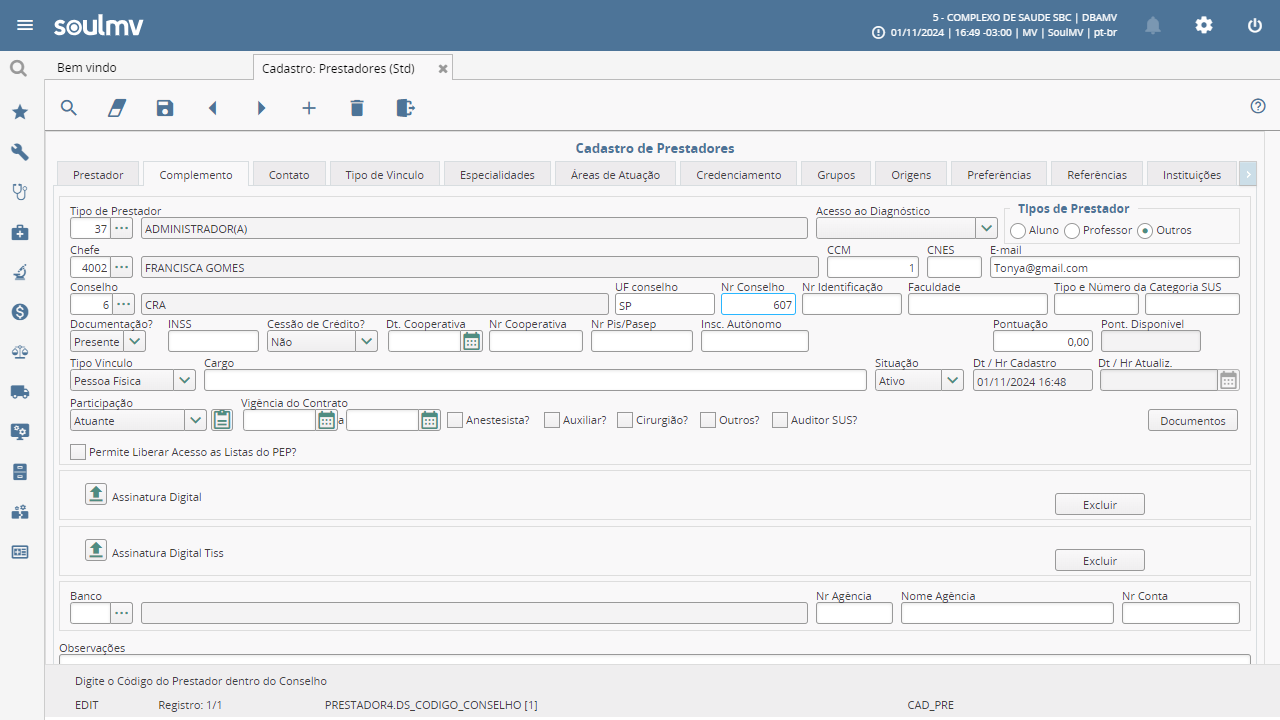 soulmv
5 - COMPLEXO DE SAUDE SBC | DBAMV
01/11/2024 | 16:49 -03:00 | MV | SoulMV | pt-br
Bem vindo
Cadastro: Prestadores (Std)
Cadastro de Prestadores
Prestador Complemento Contato Tipo de Vinculo Especialidades Áreas de Atuação Credenciamento Grupos Origens Preferências Referências Instituições
Tipo de Prestador Acesso ao Diagnóstico Tipos de Prestador
37 ... ADMINISTRADOR(A) Aluno Professor Outros
Chefe CCM CNES E-mail
4002 ... FRANCISCA GOMES 1 Tonya@gmail.com
Conselho UF conselho Nr Conselho Nr Identificação Faculdade Tipo e Número da Categoria SUS
6 ... CRA SP 607
Documentação? INSS Cessão de Crédito? Dt. Cooperativa Nr Cooperativa Nr Pis/Pasep Insc. Autônomo Pontuação Pont. Disponível
Presente Não 0,00
Tipo Vínculo Cargo Situação Dt / Hr Cadastro Dt / Hr Atualiz.
Pessoa Fisica Ativo 01/11/2024 16:48
Participação Vigência do Contrato
Atuante a Anestesista? Auxiliar? Cirurgião? Outros? Auditor SUS? Documentos
Permite Liberar Acesso as Listas do PEP?
Assinatura Digital
Excluir
Assinatura Digital Tiss
Excluir
Banco Nr Agência Nome Agência Nr Conta
...
Observações
Digite o Código do Prestador dentro do Conselho
EDIT Registro: 1/1 PRESTADOR4.DS_CODIGO_CONSELHO [1] CAD_PRE